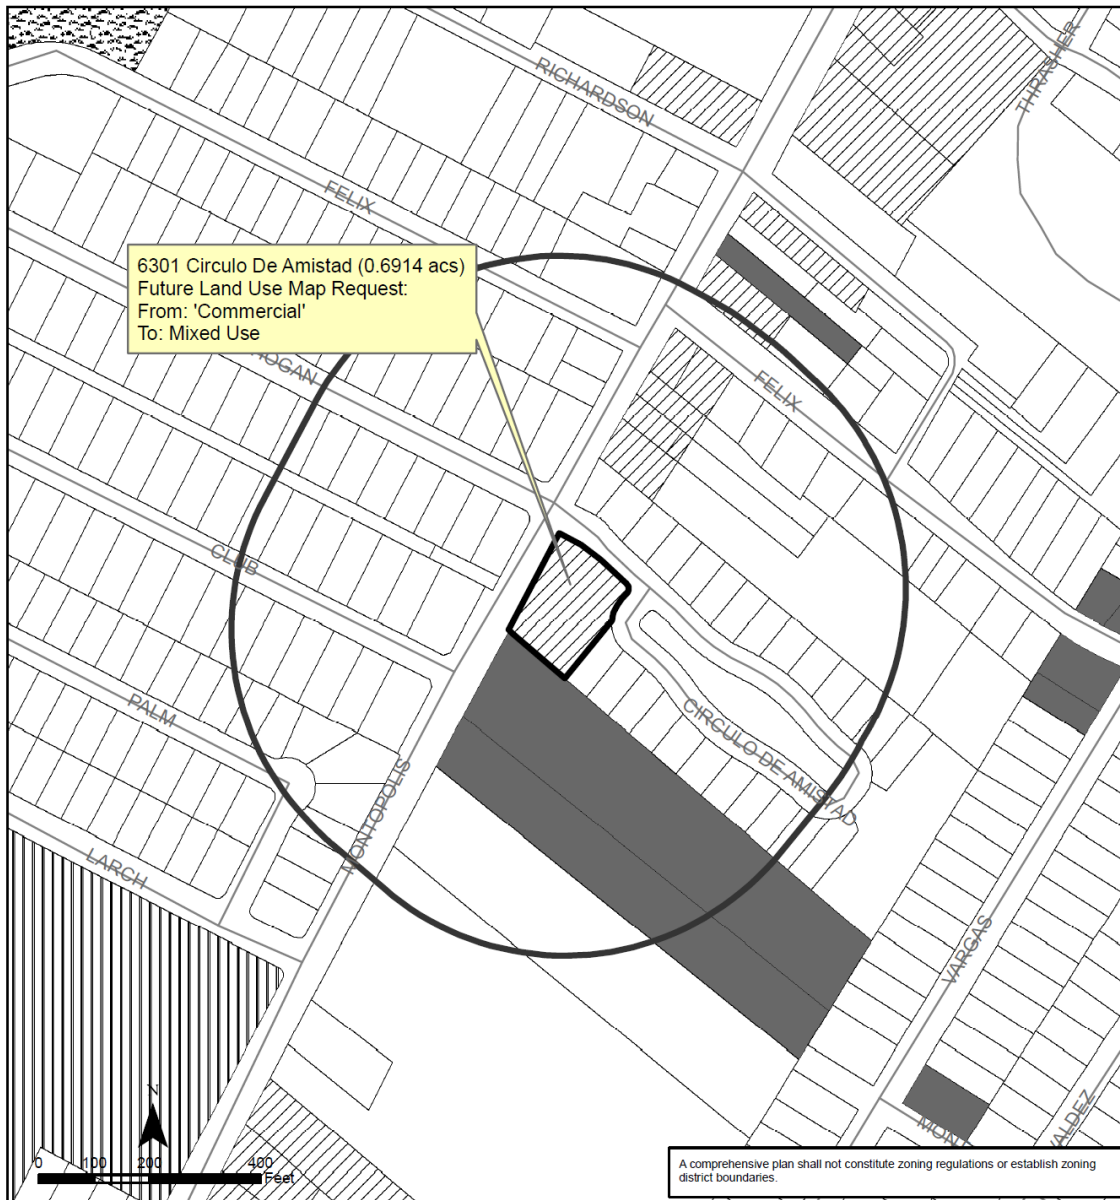 RICHARDSON
THRASHER
FELIX
6301 Circulo De Amistad (0.6914 acs)
Future Land Use Map Request:
From: 'Commercial'
To: Mixed Use
FELIX
CLUB
CIRCULO DE AMISTAD
PALM
MONTOPOLIS
LARCH
VARGAS
VALDEZ
N
0 100 200 400
Feet
A comprehensive plan shall not constitute zoning regulations or establish zoning
district boundaries.